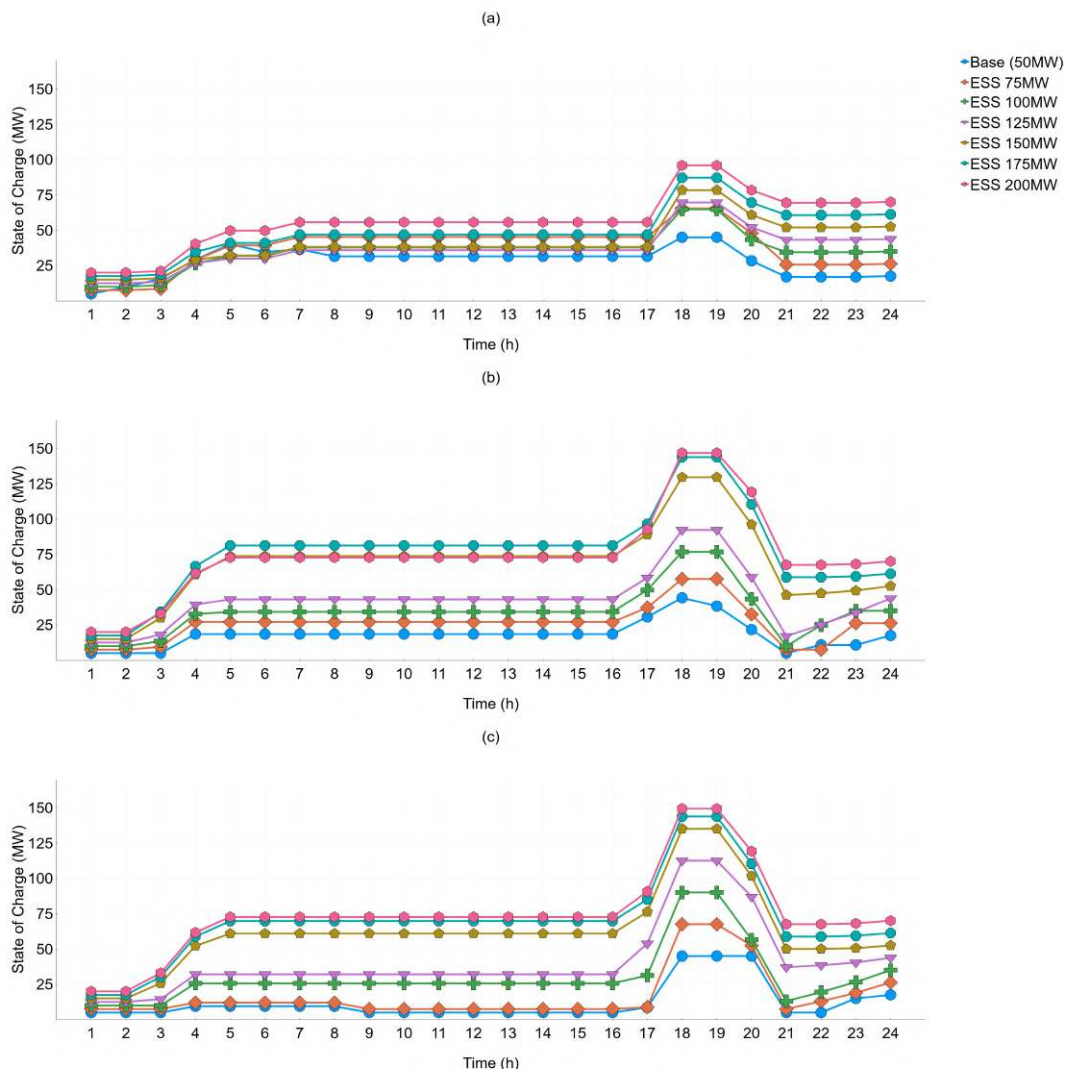 (a)
State of Charge (MW)
150
125
100
75
50
25
1 2 3 4 5 6 7 8 9 10 11 12 13 14 15 16 17 18 19 20 21 22 23 24
Time (h)
Base (50MW)
ESS 75MW
ESS 100MW
ESS 125MW
ESS 150MW
ESS 175MW
ESS 200MW
(b)
State of Charge (MW)
150
125
100
75
50
25
1 2 3 4 5 6 7 8 9 10 11 12 13 14 15 16 17 18 19 20 21 22 23 24
Time (h)
(c)
State of Charge (MW)
150
125
100
75
50
25
1 2 3 4 5 6 7 8 9 10 11 12 13 14 15 16 17 18 19 20 21 22 23 24
Time (h)